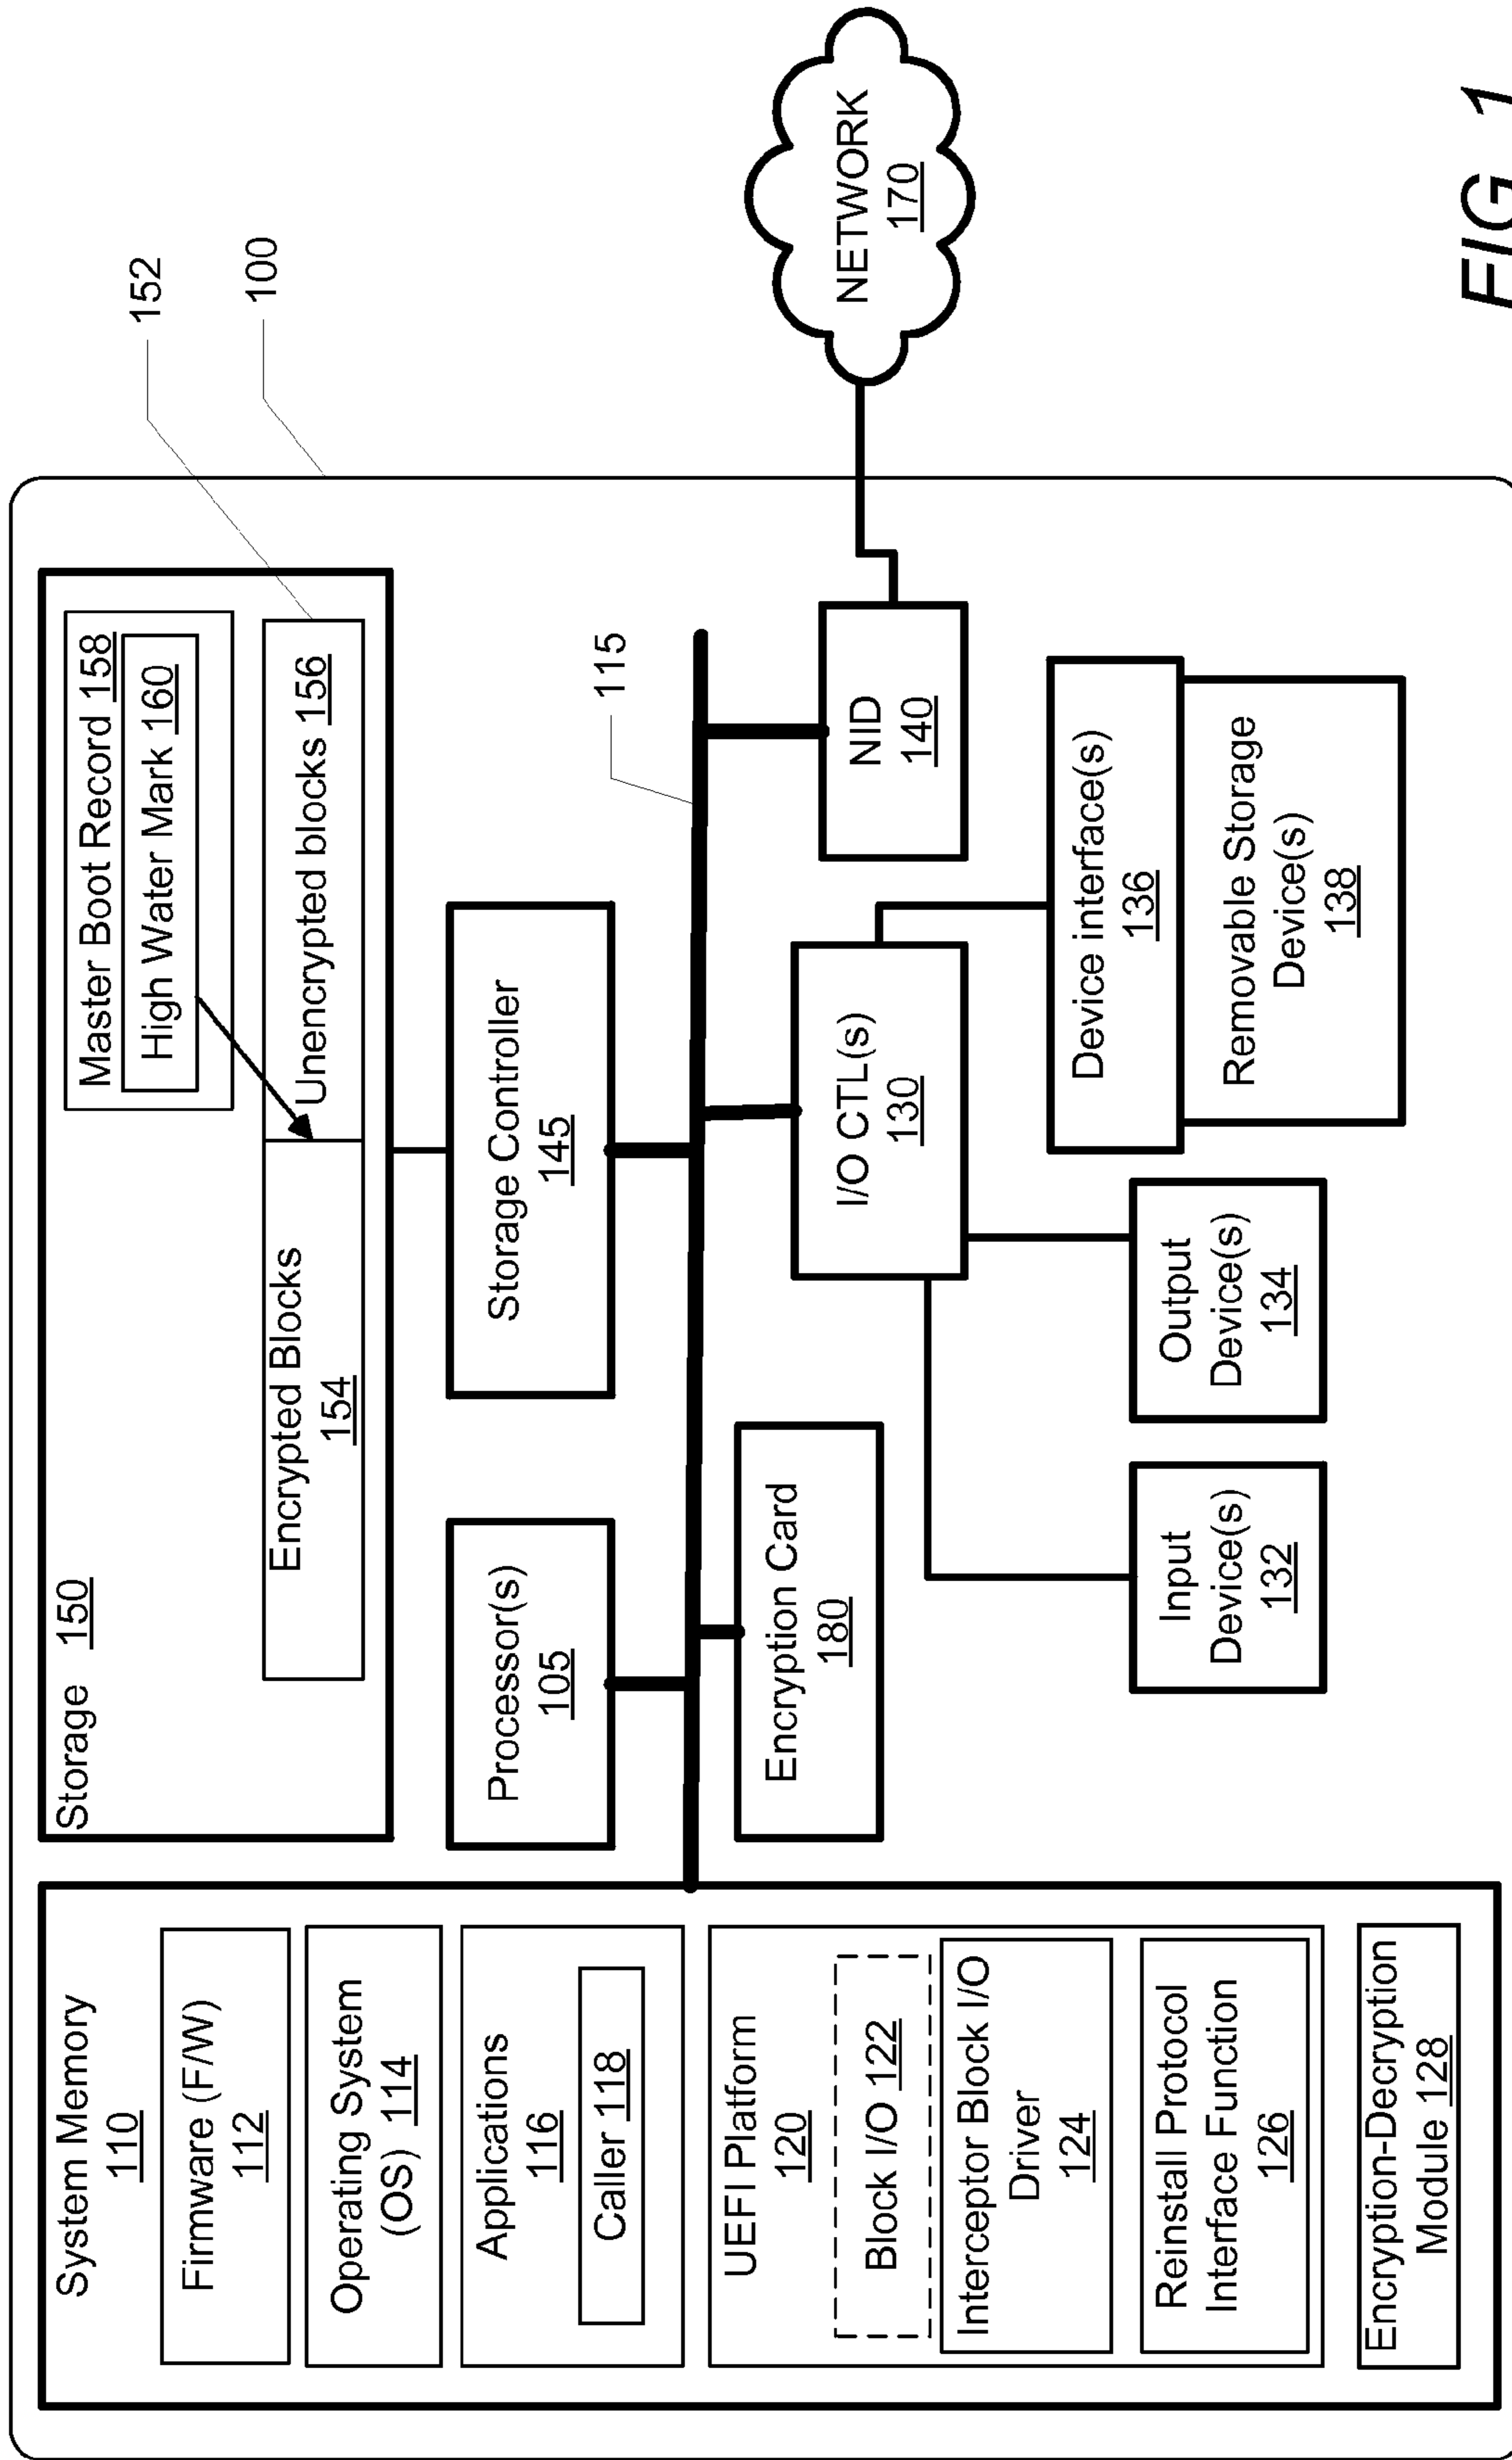 System Memory
110
Firmware (F/W)
112
Operating System
(OS) 114
Applications
116
Caller 118
UEFI Platform
120
Block I/O 122
Interceptor Block I/O
Driver
124
Reinstall Protocol
Interface Function
126
Encryption-Decryption
Module 128
Storage 150
Encrypted Blocks
154
Master Boot Record 158
High Water Mark 160
Unencrypted blocks 156
152
100
Processor(s)
105
Storage Controller
145
115
Encryption Card
180
I/O CTL(s)
130
NID
140
NETWORK
170
Input
Device(s)
132
Output
Device(s)
134
Device interface(s)
136
Removable Storage
Device(s)
138
FIG. 1